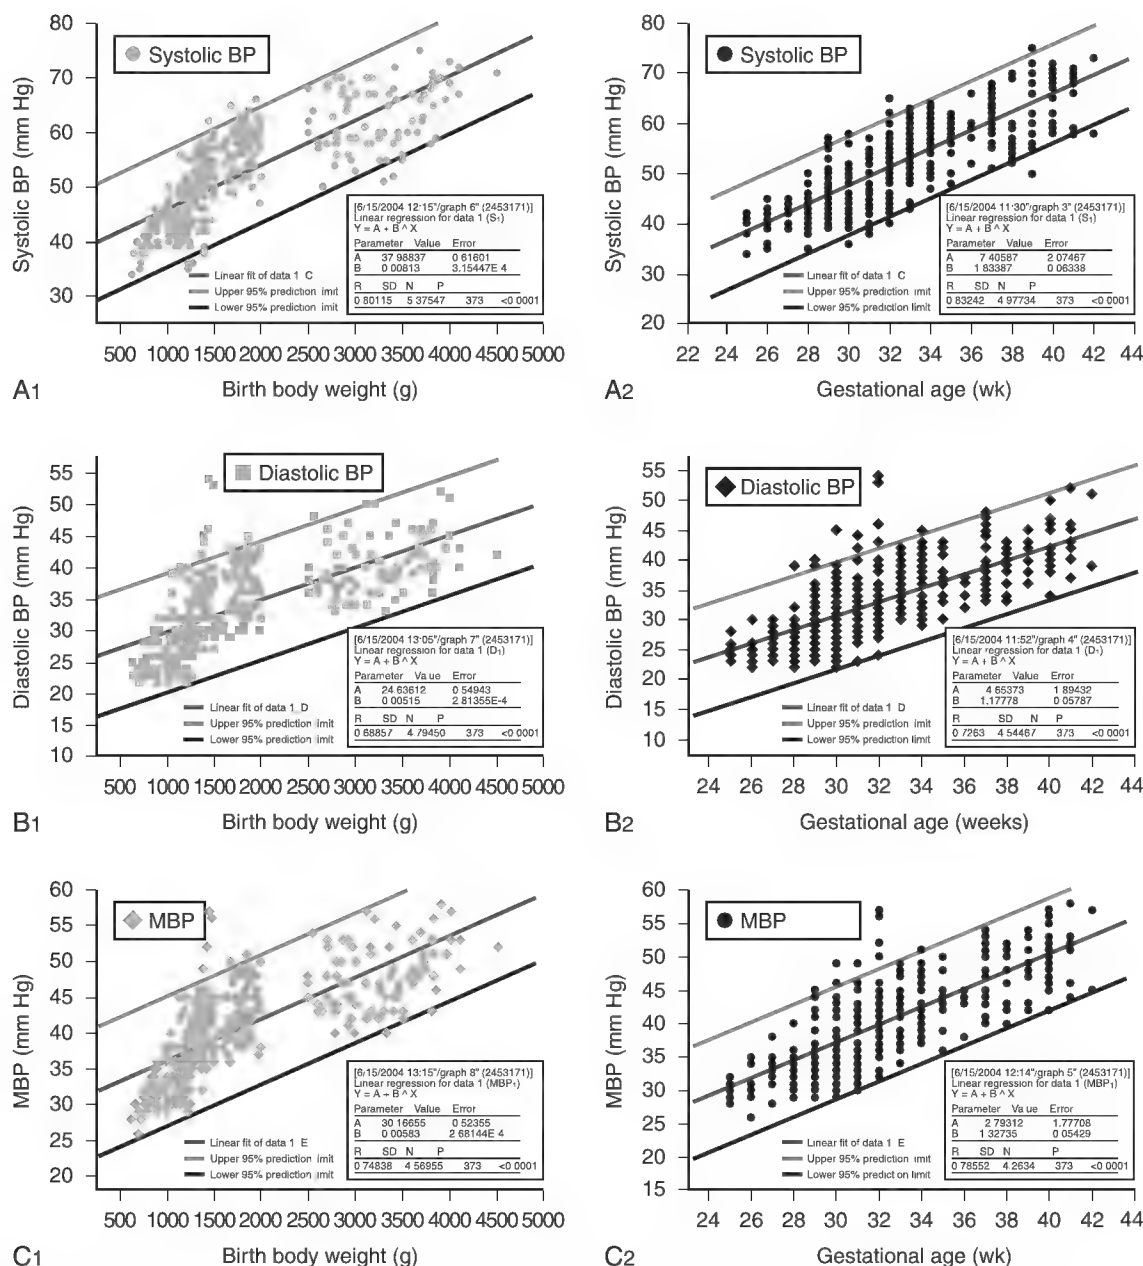 Systolic BP
Systolic BP (mm Hg)
80
70
60
50
40
30
[6/15/2004 12:15"/graph 6" (2453171)]
Linear regression for data 1 (S1)
Y = A + B ^ X
Parameter Value Error
A 37 98837 0 61601
B 0 00813 3.15447E 4
R SD N P
0 80115 5 37547 373 <0 0001
Linear fit of data 1 C
Upper 95% prediction imit
Lower 95% prediction imit
500 1000 1500 2000 2500 3000 3500 4000 4500 5000
Birth body weight (g)
A1
Systolic BP
Systolic BP (mm Hg)
80
70
60
50
40
30
20
[6/15/2004 11:30"/graph 3" (2453171)]
Linear regression for data 1 (S1)
Y = A + B ^ X
Parameter Value Error
A 7 40587 2 07467
B 1 83387 0 06338
R SD N P
0 83242 4 97734 373 <0 0001
Linear fit of data 1 C
Upper 95% prediction imit
Lower 95% prediction limit
22 24 26 28 30 32 34 36 38 40 42 44
Gestational age (wk)
A2
Diastolic BP
Diastolic BP (mm Hg)
55
50
45
40
35
30
25
20
15
10
[6/15/2004 13:05"/graph 7" (2453171)]
Linear regression for data 1 (D1)
Y = A + B ^ X
Parameter Va ue Error
A 24 63612 0 54943
B 0 00515 2 81355E-4
R SD N P
0 68857 4 79450 373 <0 0001
Linear fit of data 1 D
Upper 95% prediction imit
Lower 95% prediction imit
500 1000 1500 2000 2500 3000 3500 4000 4500 5000
Birth body weight (g)
B1
Diastolic BP
Diastolic BP (mm Hg)
55
50
45
40
35
30
25
20
15
10
[6/15/2004 11:52"/graph 4" (2453171)]
Linear regression for data 1 (D1)
Y = A + B ^ X
Parameter Va ue Error
A 4 65373 1 89432
B 1.17778 0 05787
R SD N P
0 7263 4 54467 373 <0 0001
Linear fit of data 1 D
Upper 95% prediction imit
Lower 95% prediction imit
24 26 28 30 32 34 36 38 40 42 44
Gestational age (weeks)
B2
MBP
MBP (mm Hg)
60
55
50
45
40
35
30
25
20
[6/15/2004 13:15"/graph 8" (2453171)]
Linear regression for data 1 (MBP1)
Y = A + B ^ X
Parameter Value Error
A 30 16655 0 52355
B 0 00583 2 68144E 4
R SD N P
0 74838 4 56955 373 <0 0001
Linear fit of data 1 E
Upper 95% prediction imit
Lower 95% prediction imit
500 1000 1500 2000 2500 3000 3500 4000 4500 5000
Birth body weight (g)
C1
MBP
MBP (mm Hg)
60
55
50
45
40
35
30
25
20
15
[6/15/2004 12:14"/graph 5" (2453171)]
Linear regression for data 1 (MBP1)
Y = A + B ^ X
Parameter Va ue Error
A 2 79312 1.77708
B 1 32735 0 05429
R SD N P
0 78552 4 2634 373 <0 0001
Linear fit of data 1 E
Upper 95% prediction imit
Lower 95% predict on limit
24 26 28 30 32 34 36 38 40 42 44
Gestational age (wk)
C2